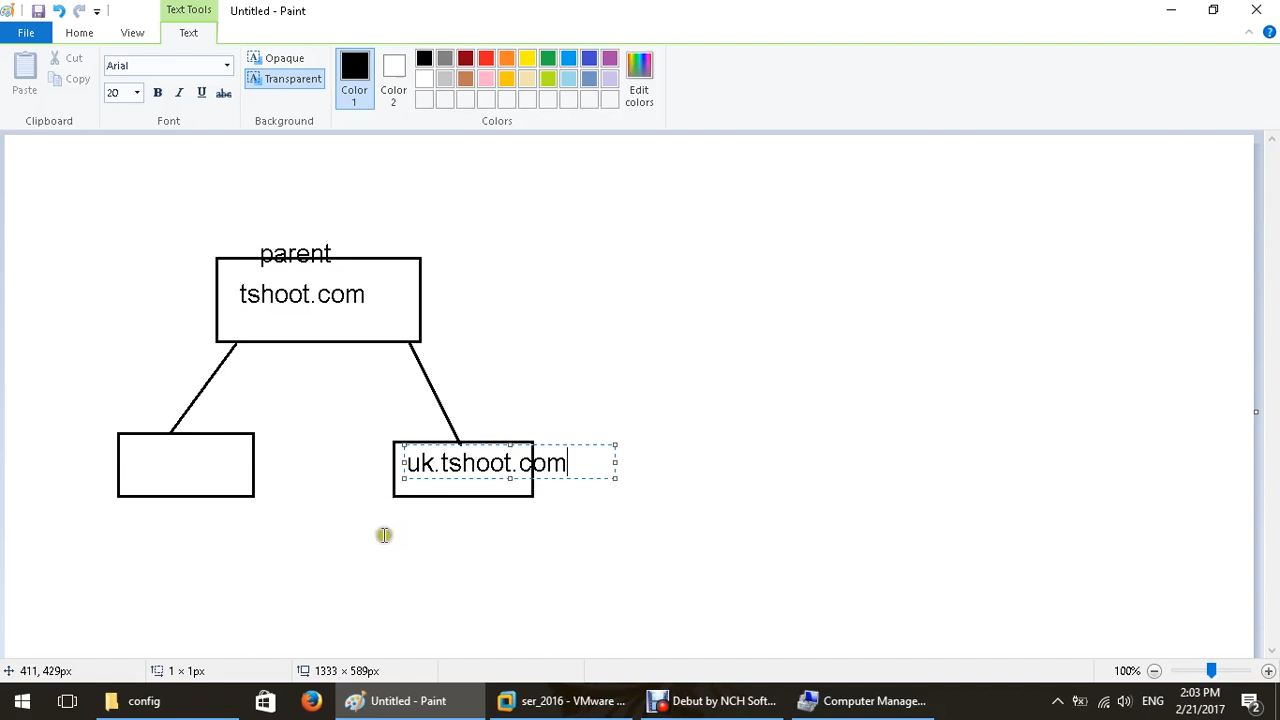 Text Tools
Untitled - Paint
File
Home
View
Text
Paste
Cut
Copy
Clipboard
Arial
20
B I U abc
Font
Opaque
Transparent
Background
Color 1
Color 2
Edit colors
Colors
parent
tshoot.com
uk.tshoot.com
411, 429px
1 × 1px
1333 × 589px
100%
config
Untitled - Paint
ser_2016 - VMware ...
Debut by NCH Soft...
Computer Manage...
ENG
2:03 PM
2/21/2017
2